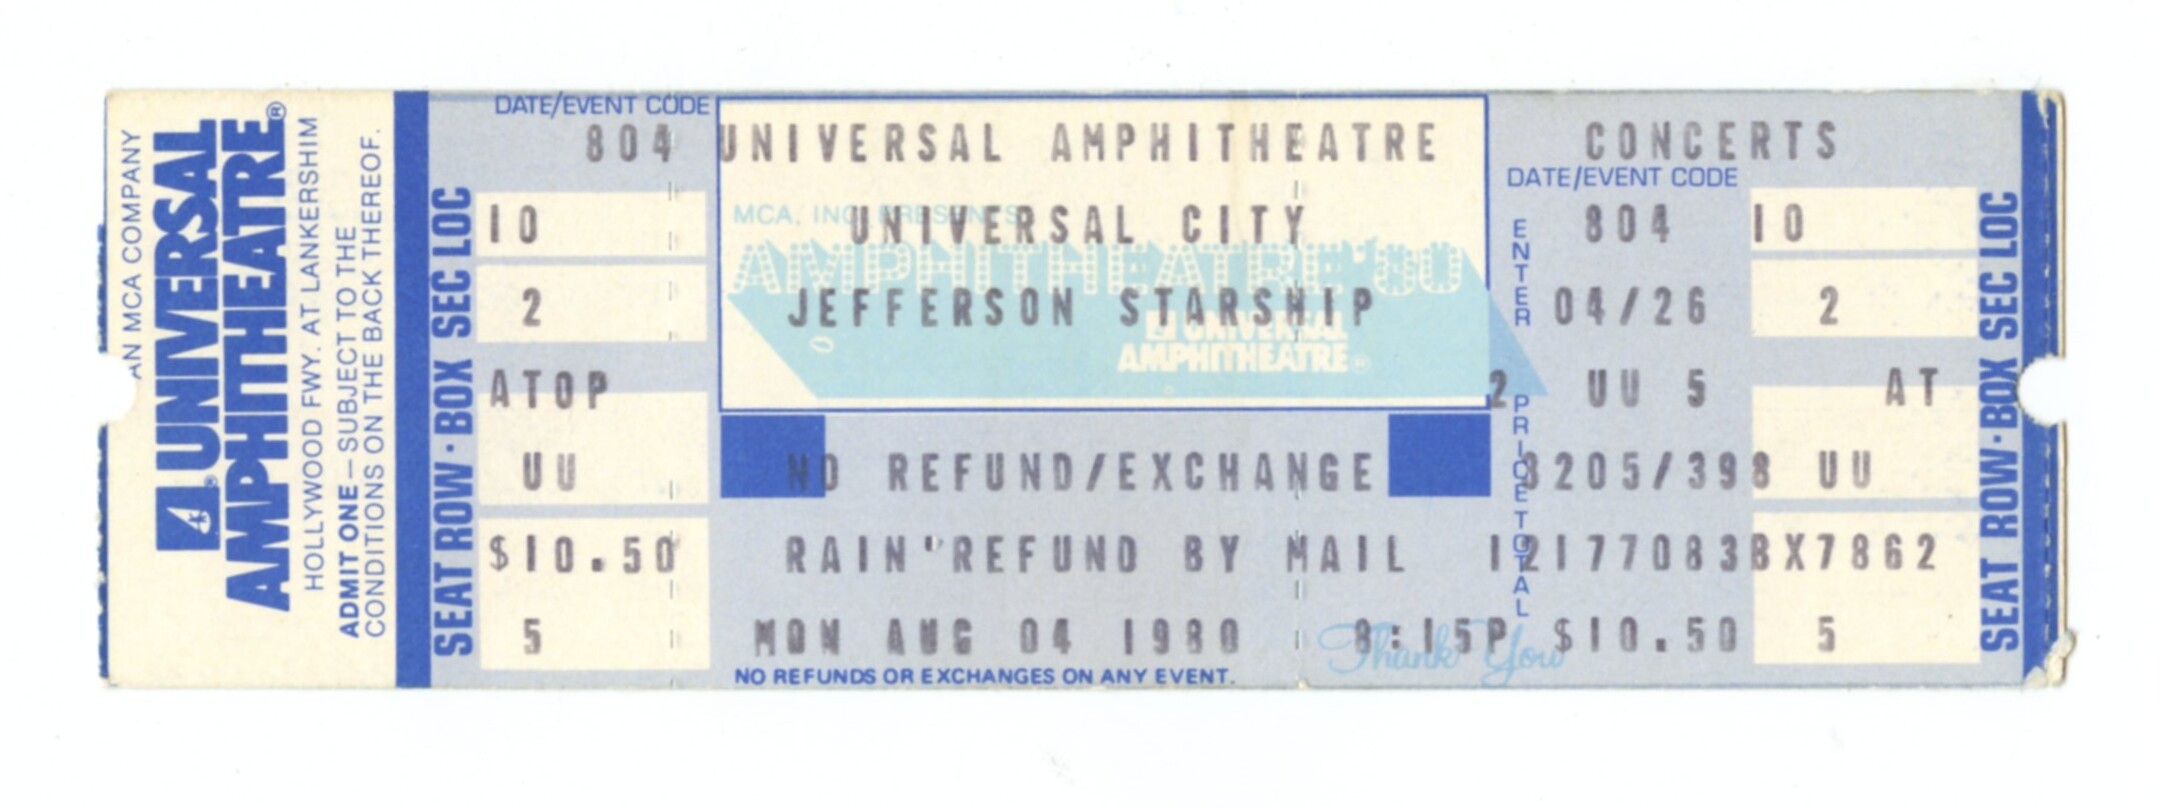 AN MCA COMPANY
UNIVERSAL
AMPHITHEATRE®
HOLLYWOOD FWY. AT LANKERSHIM
ADMIT ONE—SUBJECT TO THE
CONDITIONS ON THE BACK THEREOF.
SEAT ROW·BOX SEC LOC
DATE/EVENT CODE
804
10
2
ATOP
UU
$10.50
5
UNIVERSAL AMPHITHEATRE
MCA, INC. PRESENTS
UNIVERSAL CITY
AMPHITHEATRE '80
JEFFERSON STARSHIP
UNIVERSAL
AMPHITHEATRE®
NO REFUND/EXCHANGE
RAIN REFUND BY MAIL
MON AUG 04 1980 8:15P
NO REFUNDS OR EXCHANGES ON ANY EVENT.
Thank You
CONCERTS
DATE/EVENT CODE
ENTER PRICE TOTAL
804 10
04/26 2
2 UU 5 AT
8205/398 UU
121770838X7862
$10.50 5
SEAT ROW·BOX SEC LOC